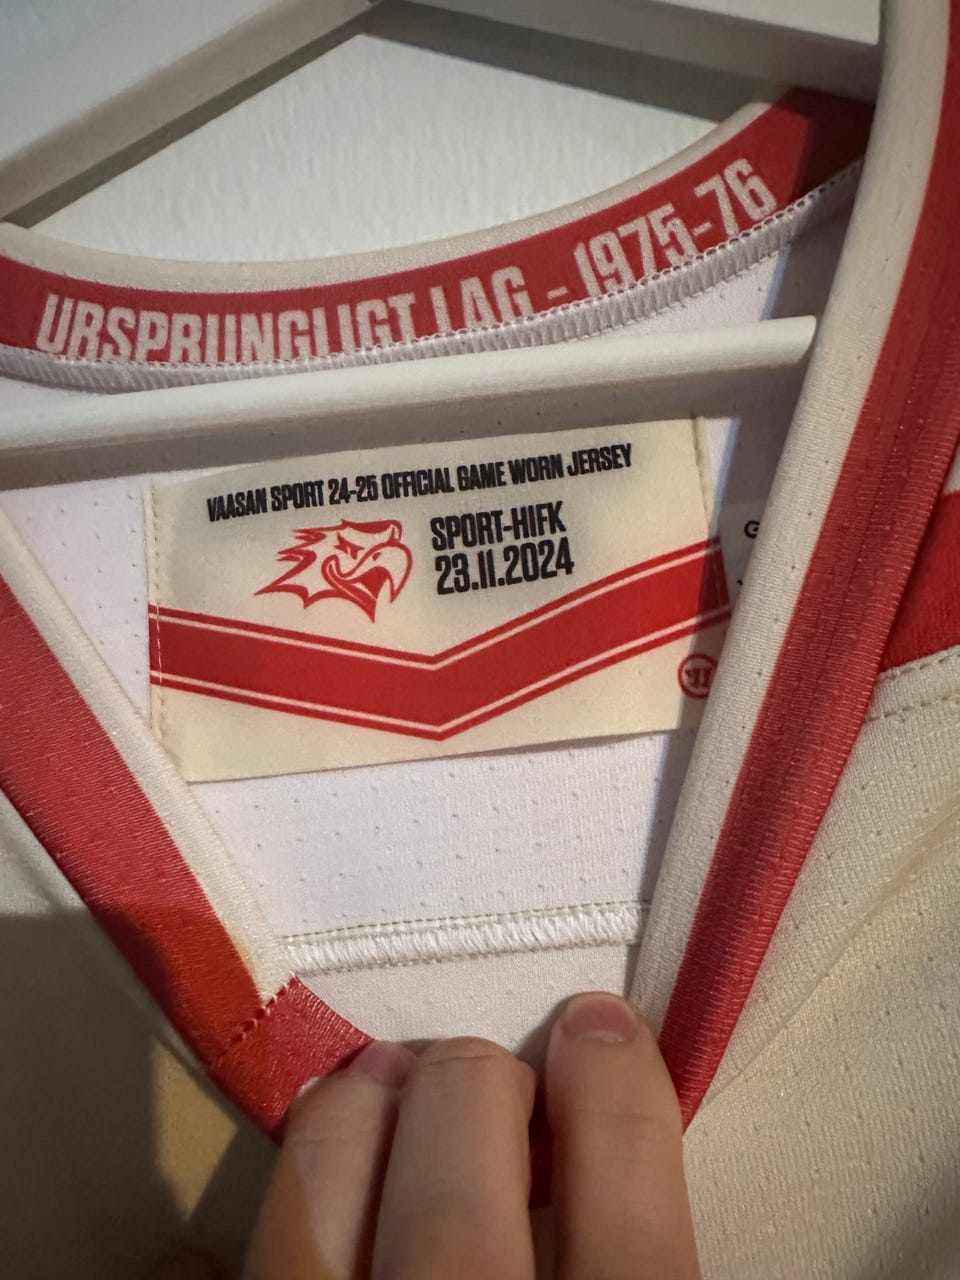 URSPRUNGLIGT LAG - 1975-76
VAASAN SPORT 24-25 OFFICIAL GAME WORN JERSEY
SPORT-HIFK
23.11.2024